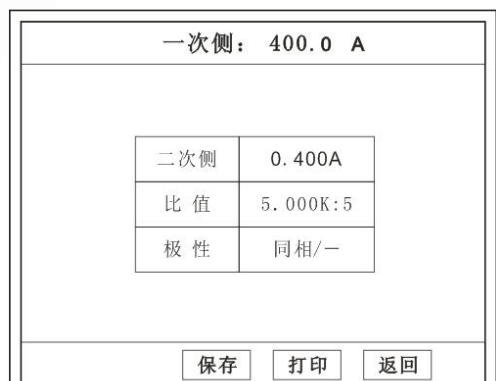 一次侧： 400.0 A
二次侧 0.400A
比 值 5.000K:5
极 性 同相/－
保存 打印 返回